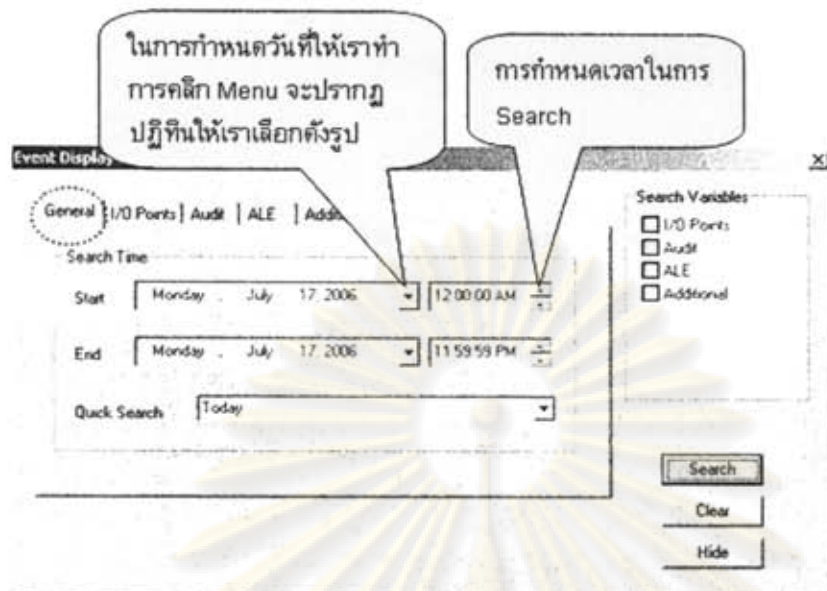 ในการกำหนดวันที่ให้เราทำ
การคลิก Menu จะปรากฏ
ปฏิทินให้เราเลือกดังรูป
การกำหนดเวลาในการ
Search
Event Display
General I/O Points Audit ALE
Search Time
Start Monday , July 17, 2006 12:00:00 AM
End Monday , July 17, 2006 11:59:59 PM
Quick Search Today
Search Variables
I/O Points
Audit
ALE
Additional
Search
Clear
Hide